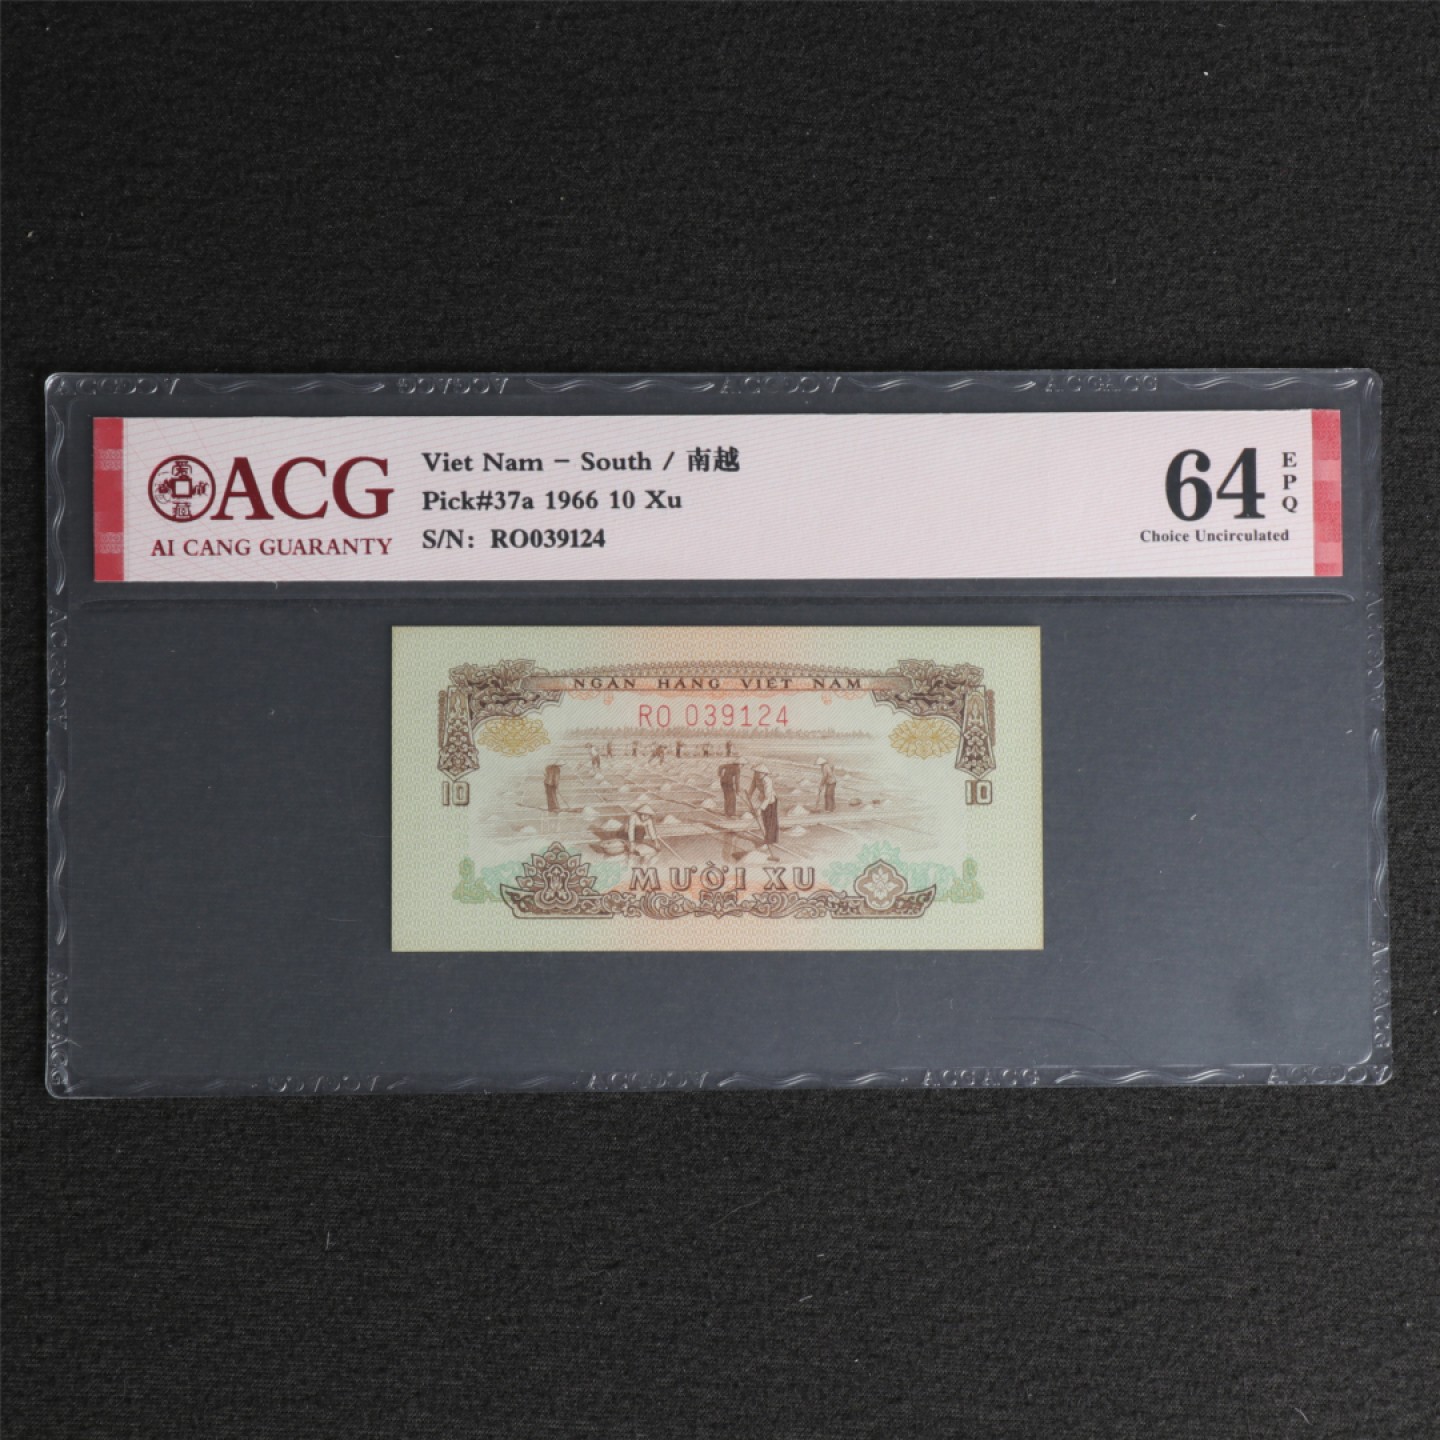 ACG
AI CANG GUARANTY
Viet Nam - South / 南越
Pick#37a 1966 10 Xu
S/N: RO039124
64
EPQ
Choice Uncirculated
NGÂN HÀNG VIỆT NAM
RO 039124
10
10
MƯỜI XU